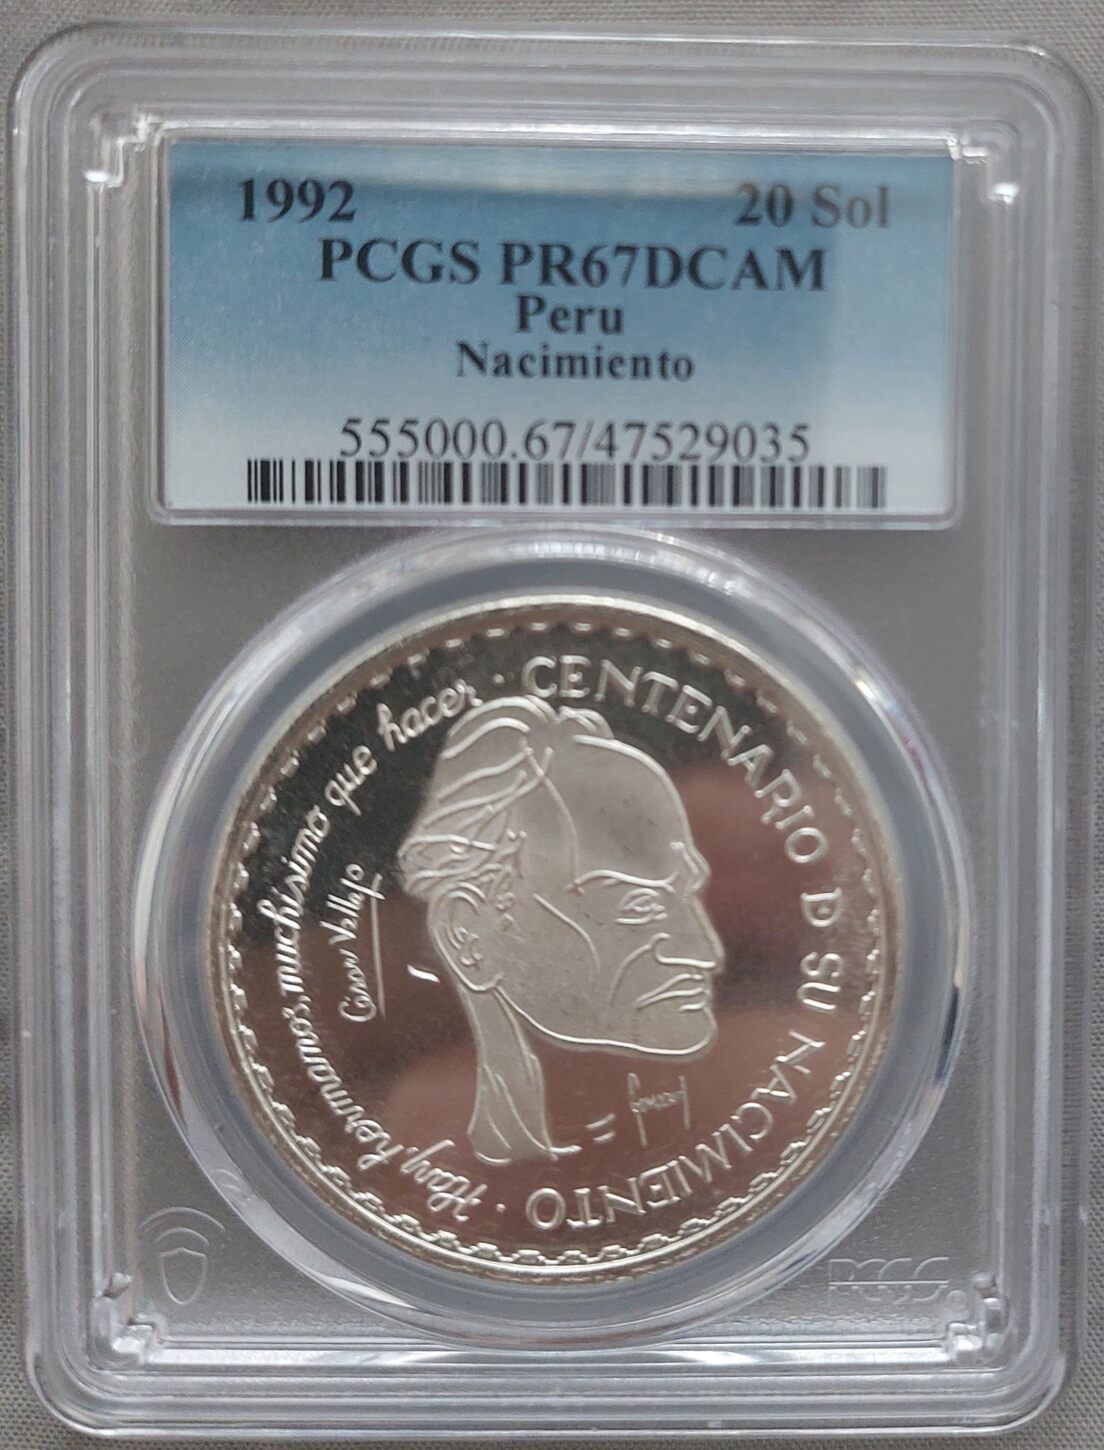 1992 20 Sol
PCGS PR67DCAM
Peru
Nacimiento
555000.67/47529035
Hay, hermanos, muchísimo que hacer · CENTENARIO D SU NACIMIENTO ·
César Vallejo
PCGS